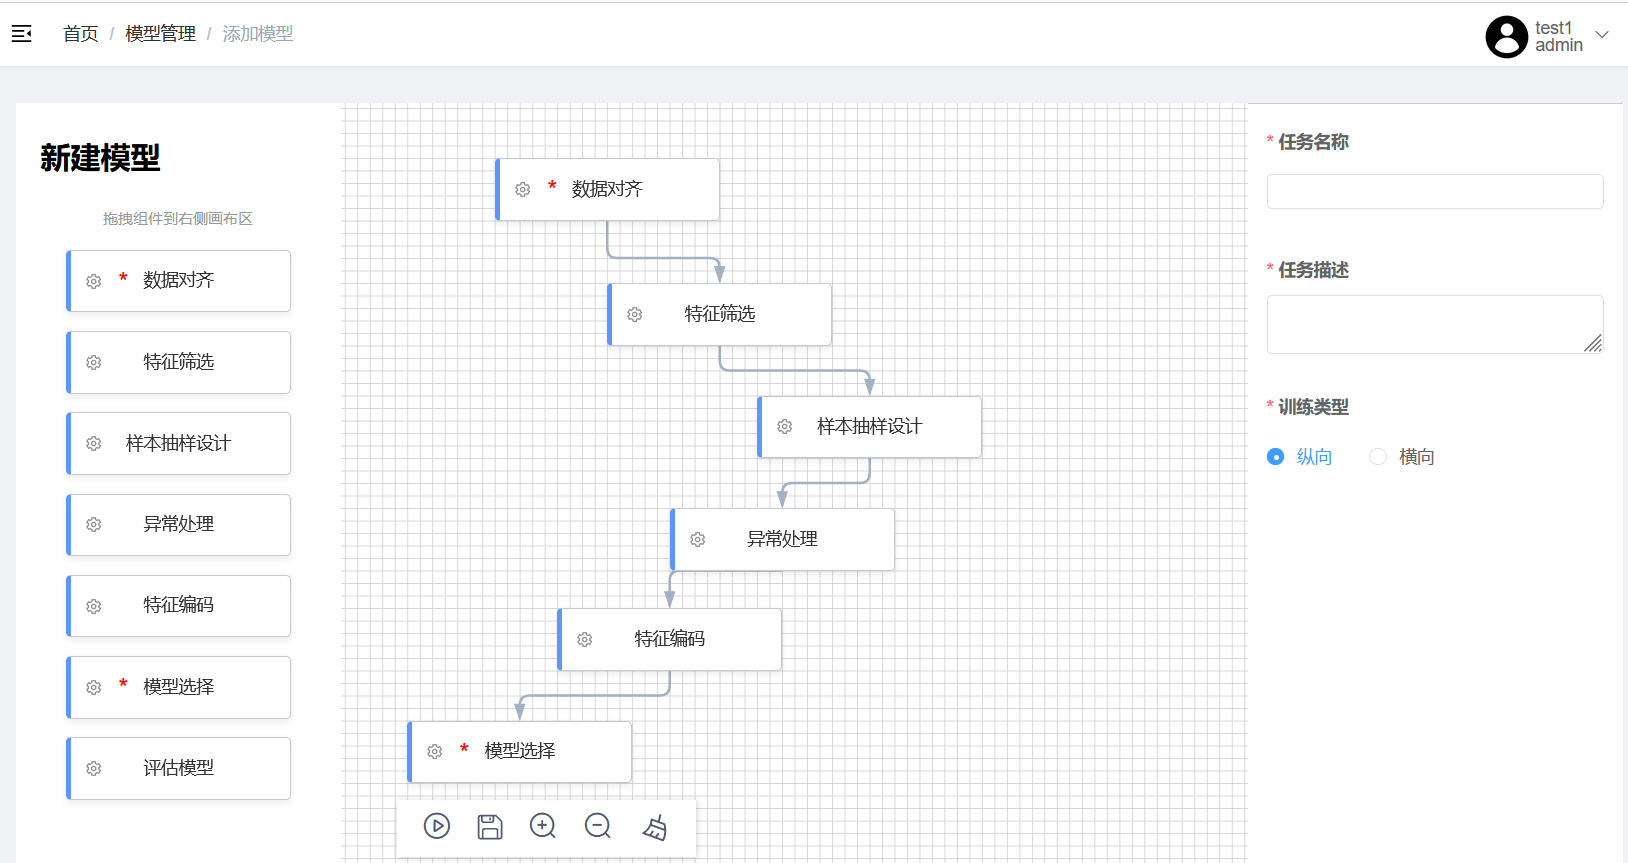 首页 / 模型管理 / 添加模型
test1
admin
新建模型
拖拽组件到右侧画布区
* 数据对齐
特征筛选
样本抽样设计
异常处理
特征编码
* 模型选择
评估模型
* 数据对齐
特征筛选
样本抽样设计
异常处理
特征编码
* 模型选择
* 任务名称
* 任务描述
* 训练类型
纵向 横向